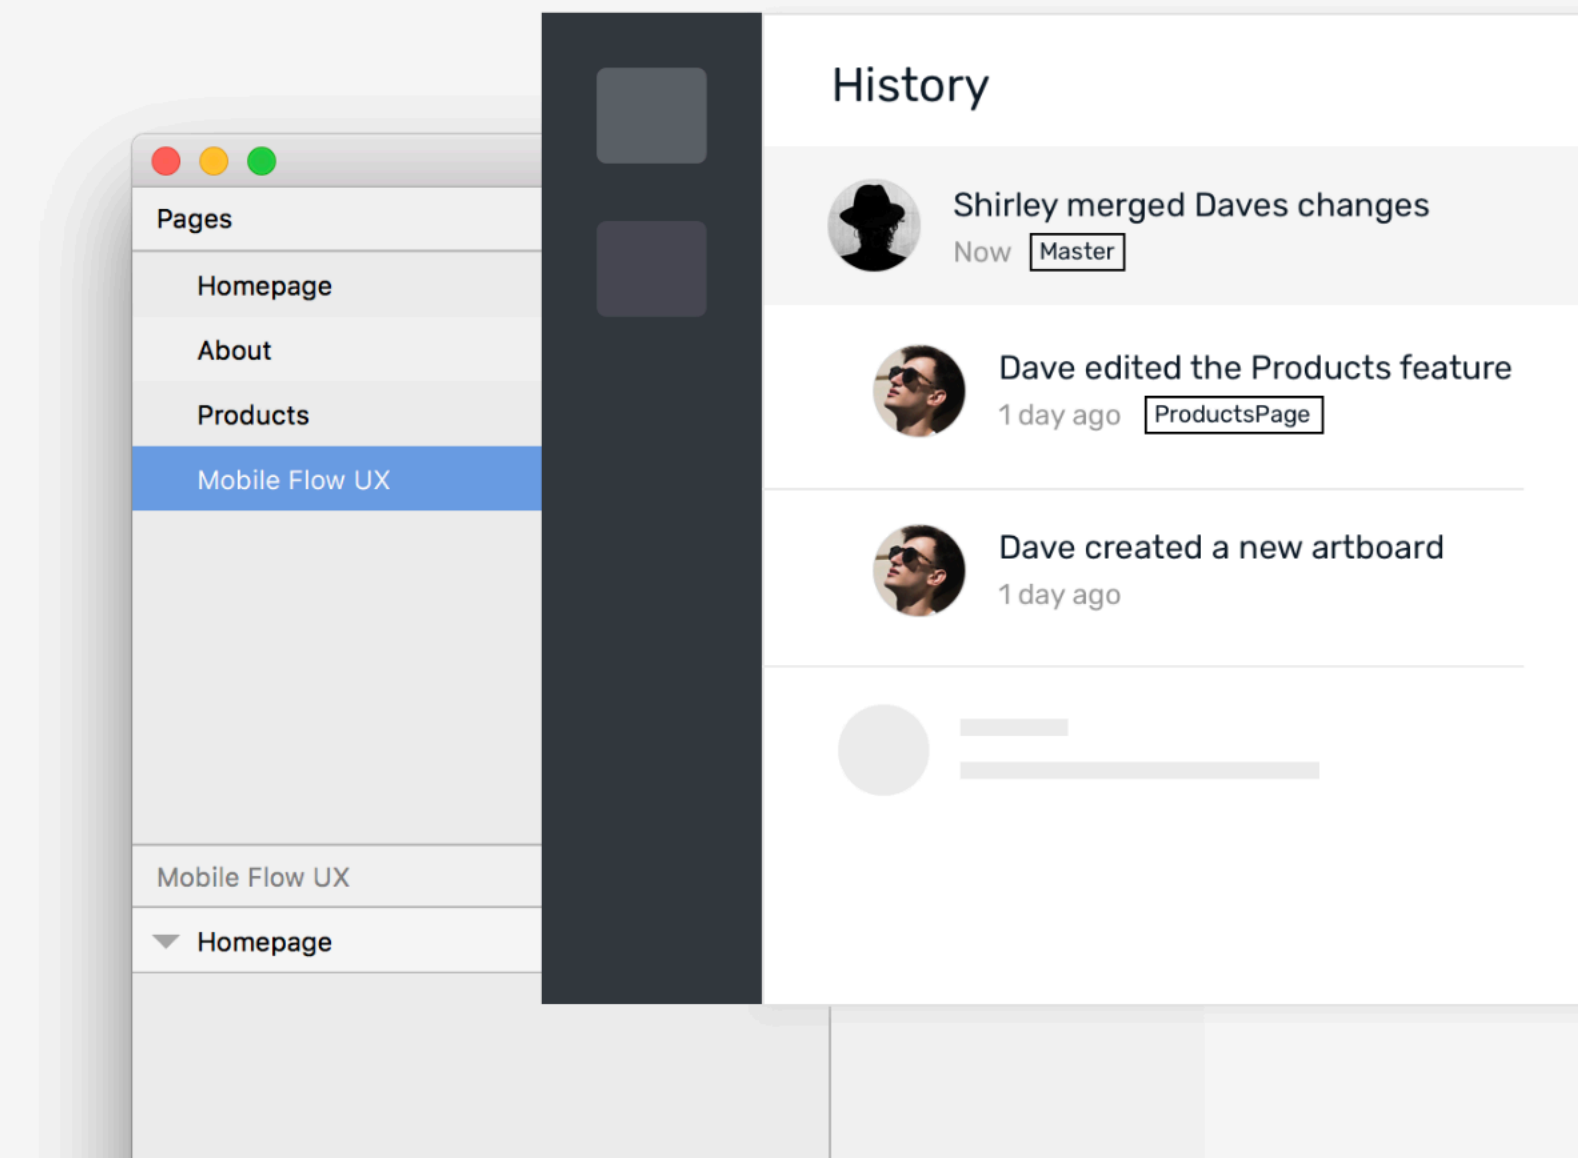 Pages
Homepage
About
Products
Mobile Flow UX
Mobile Flow UX
Homepage
History
Shirley merged Daves changes
Now Master
Dave edited the Products feature
1 day ago ProductsPage
Dave created a new artboard
1 day ago